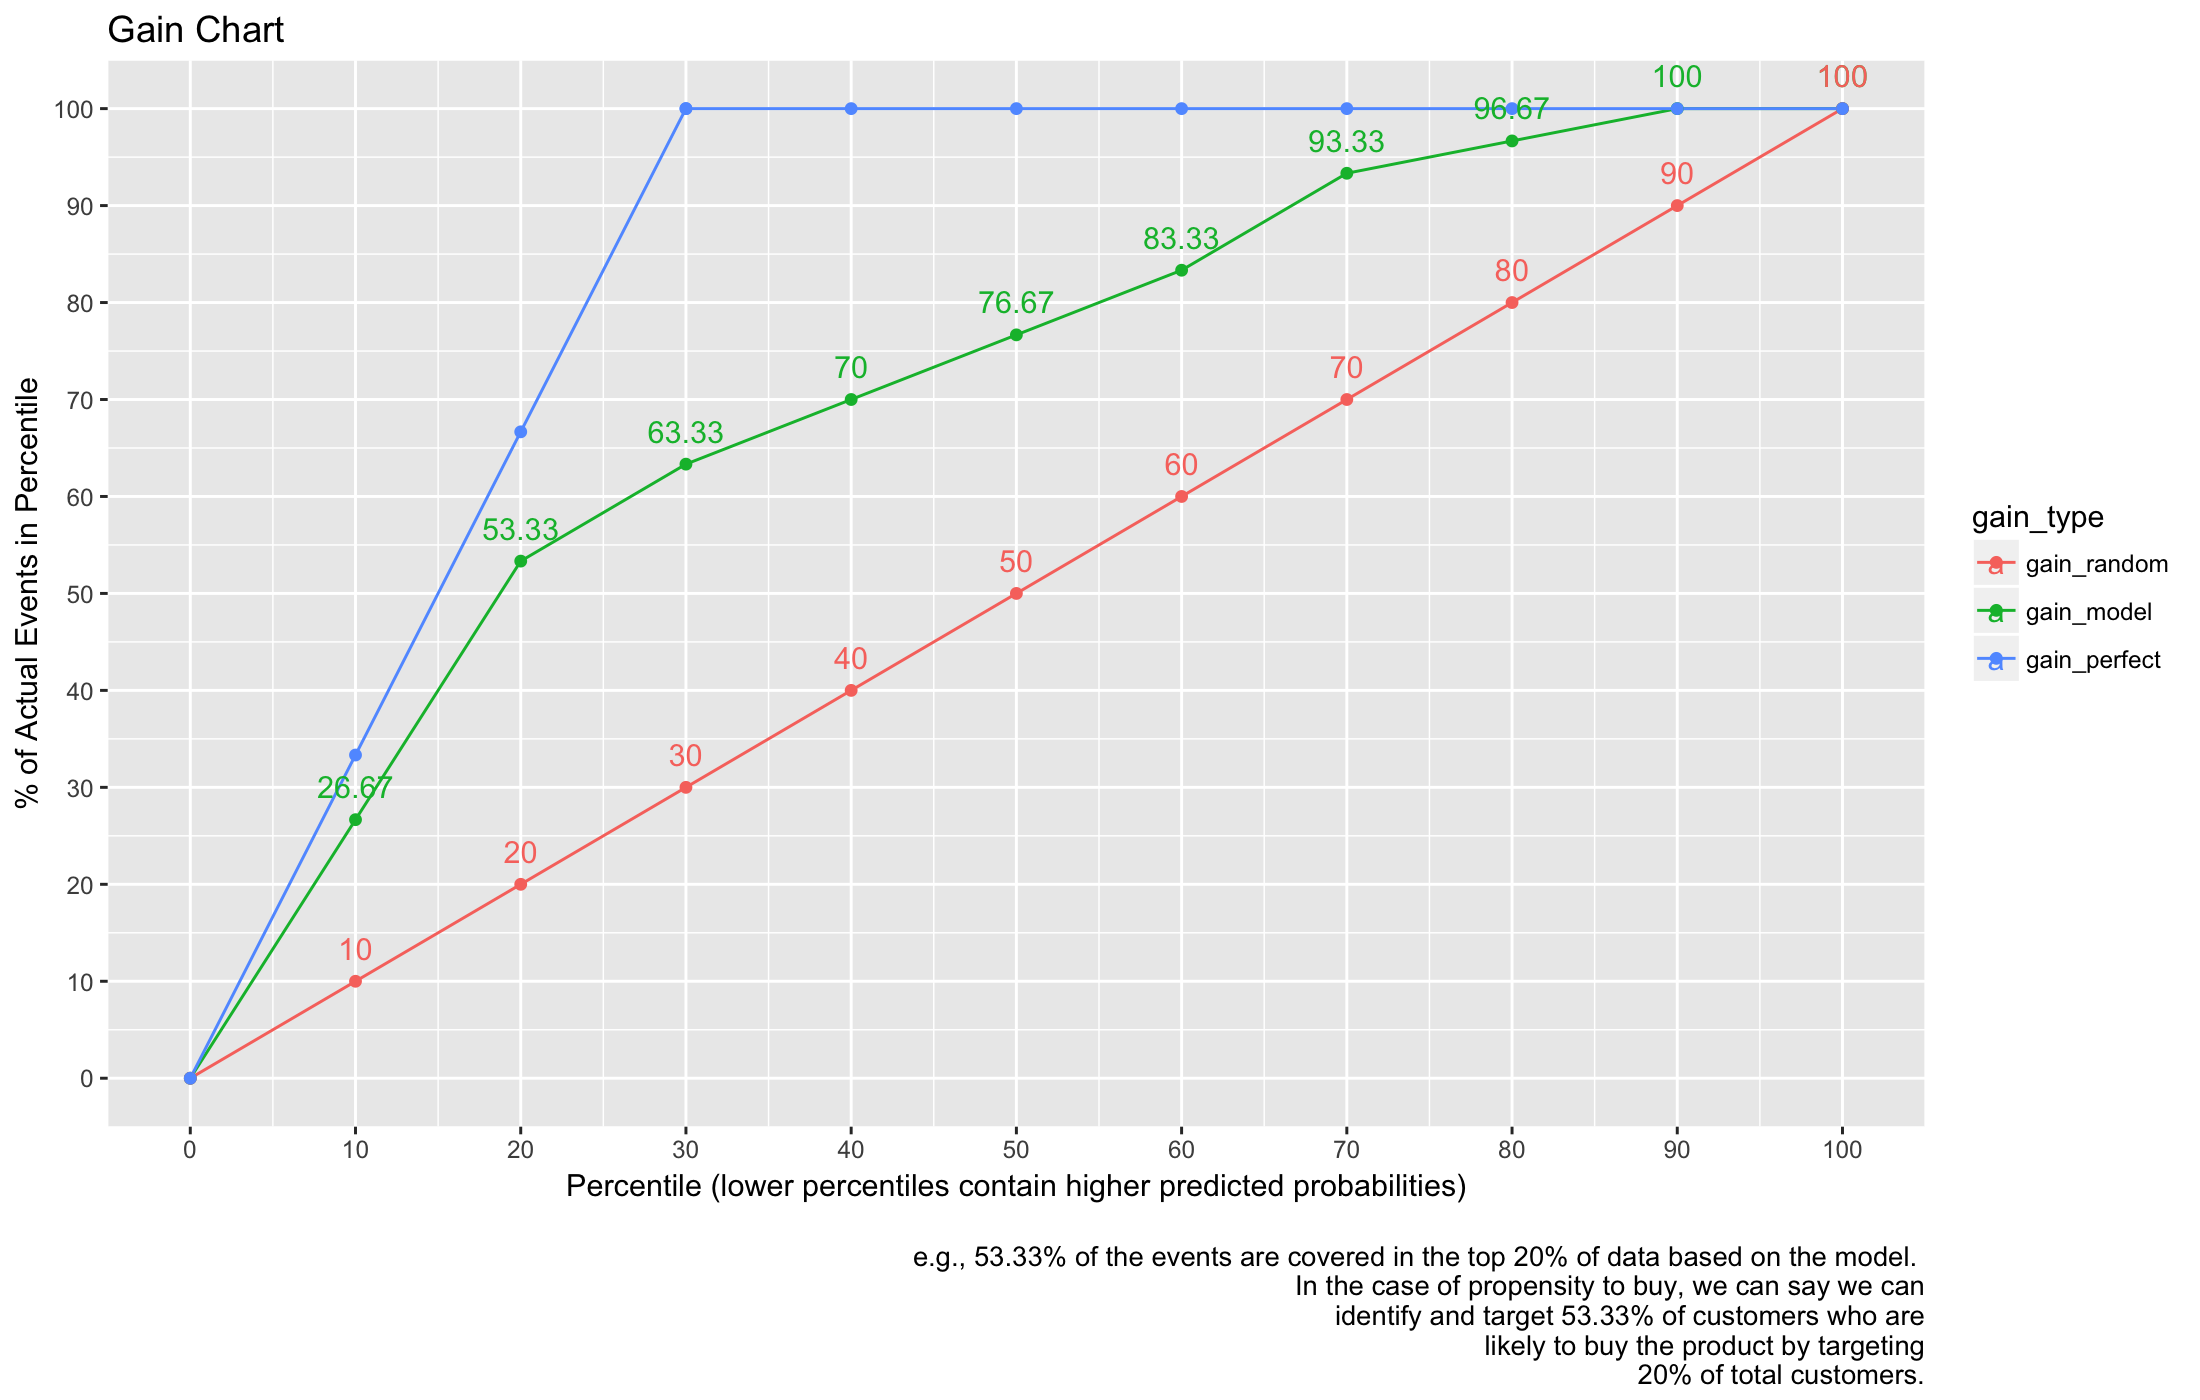 Gain Chart
100
100
96.67
93.33
90
83.33
80
76.67
70
70
63.33
60
53.33
50
40
30
26.67
20
10
100
90
80
70
60
50
40
30
20
10
0
% of Actual Events in Percentile
0 10 20 30 40 50 60 70 80 90 100
Percentile (lower percentiles contain higher predicted probabilities)
gain_type
a gain_random
a gain_model
a gain_perfect
e.g., 53.33% of the events are covered in the top 20% of data based on the model.
In the case of propensity to buy, we can say we can
identify and target 53.33% of customers who are
likely to buy the product by targeting
20% of total customers.